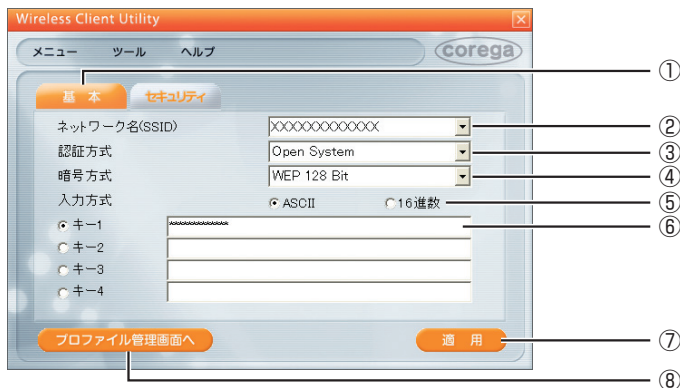 Wireless Client Utility
メニュー ツール ヘルプ corega
①
基 本 セキュリティ
ネットワーク名(SSID) XXXXXXXXXXXXX ②
認証方式 Open System ③
暗号方式 WEP 128 Bit ④
入力方式 ASCII 16進数 ⑤
キー1 ************* ⑥
キー2
キー3
キー4
プロファイル管理画面へ 適 用 ⑦
⑧